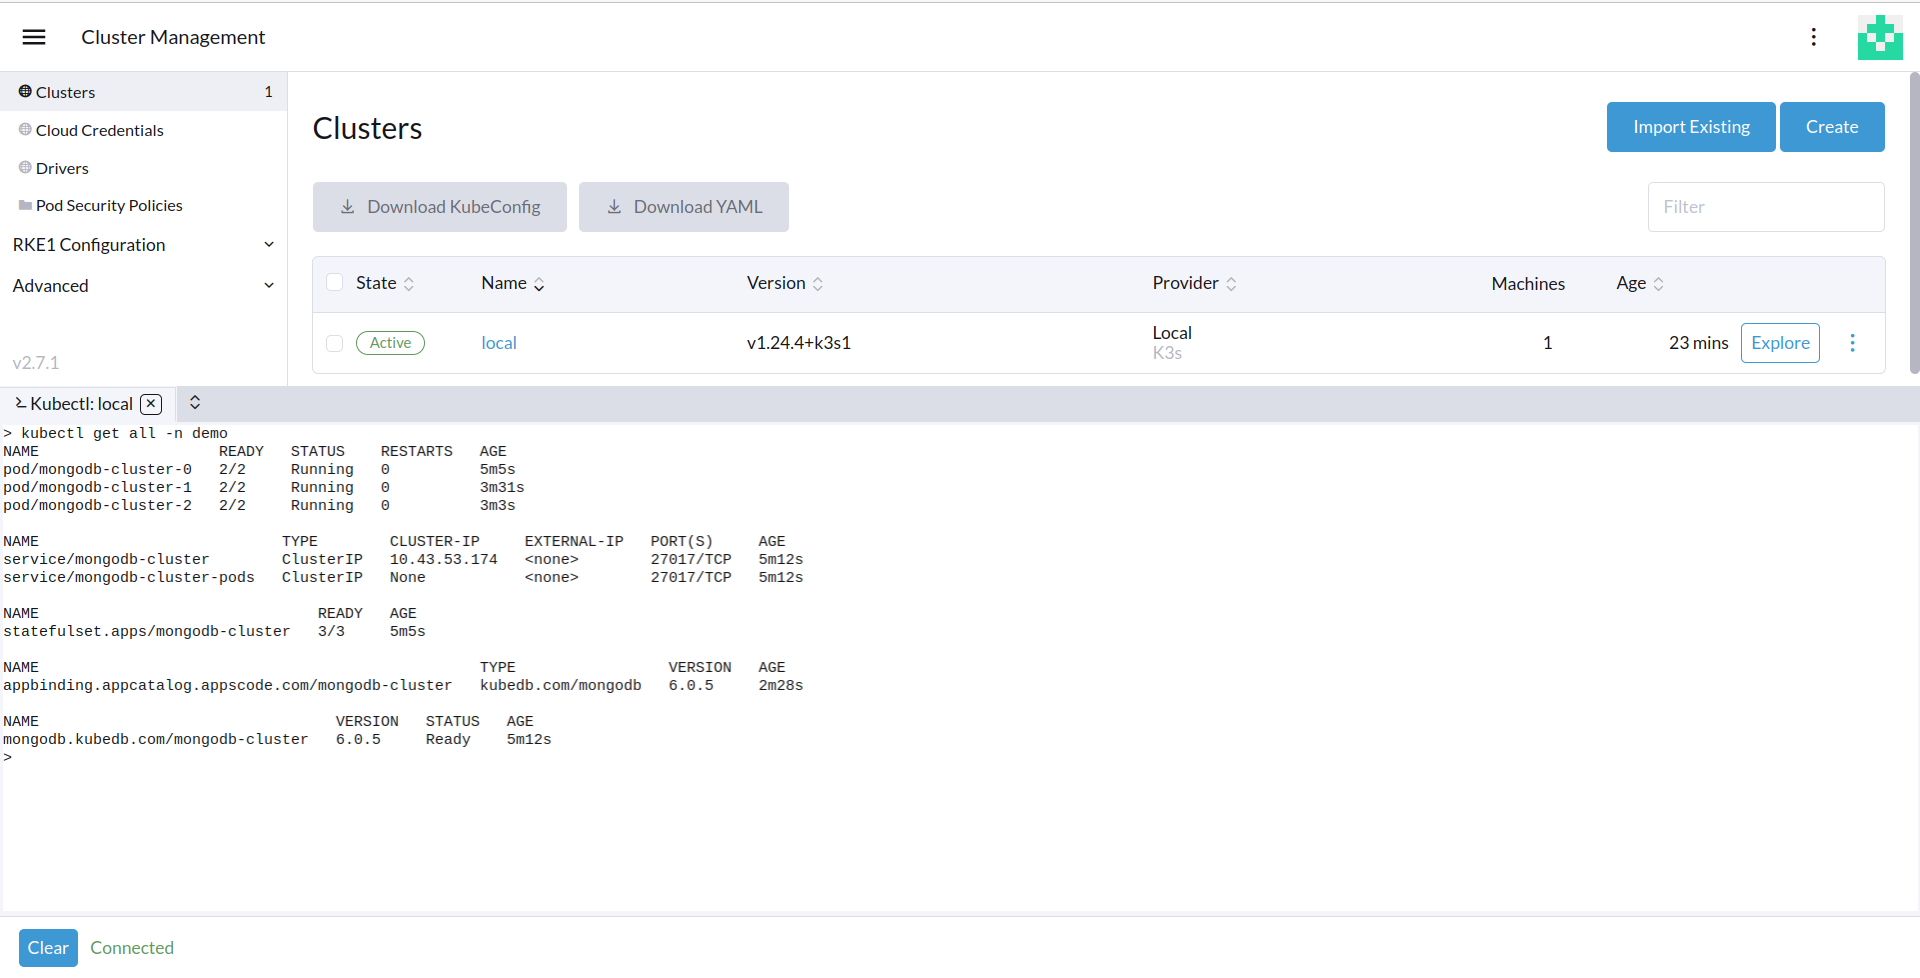 Cluster Management
Clusters 1
Cloud Credentials
Drivers
Pod Security Policies
RKE1 Configuration
Advanced
v2.7.1
Clusters
Import Existing Create
Download KubeConfig Download YAML Filter
State Name Version Provider Machines Age
Active local v1.24.4+k3s1 Local 1 23 mins Explore
K3s
Kubectl: local
> kubectl get all -n demo
NAME READY STATUS RESTARTS AGE
pod/mongodb-cluster-0 2/2 Running 0 5m5s
pod/mongodb-cluster-1 2/2 Running 0 3m31s
pod/mongodb-cluster-2 2/2 Running 0 3m3s
NAME TYPE CLUSTER-IP EXTERNAL-IP PORT(S) AGE
service/mongodb-cluster ClusterIP 10.43.53.174 <none> 27017/TCP 5m12s
service/mongodb-cluster-pods ClusterIP None <none> 27017/TCP 5m12s
NAME READY AGE
statefulset.apps/mongodb-cluster 3/3 5m5s
NAME TYPE VERSION AGE
appbinding.appcatalog.appscode.com/mongodb-cluster kubedb.com/mongodb 6.0.5 2m28s
NAME VERSION STATUS AGE
mongodb.kubedb.com/mongodb-cluster 6.0.5 Ready 5m12s
>
Clear Connected